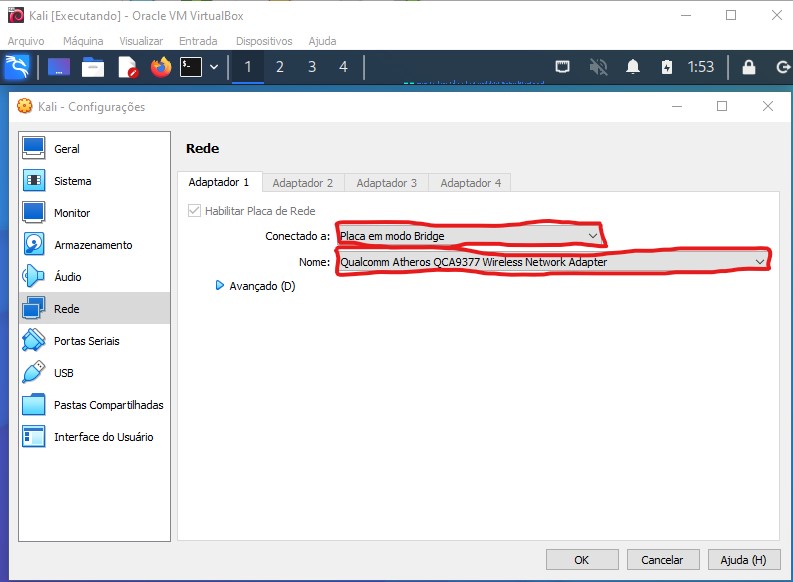 Kali [Executando] - Oracle VM VirtualBox
Arquivo Máquina Visualizar Entrada Dispositivos Ajuda
1 2 3 4 1:53
Kali - Configurações
Geral
Sistema
Monitor
Armazenamento
Áudio
Rede
Portas Seriais
USB
Pastas Compartilhadas
Interface do Usuário
Rede
Adaptador 1 Adaptador 2 Adaptador 3 Adaptador 4
Habilitar Placa de Rede
Conectado a: Placa em modo Bridge
Nome: Qualcomm Atheros QCA9377 Wireless Network Adapter
Avançado (D)
OK Cancelar Ajuda (H)